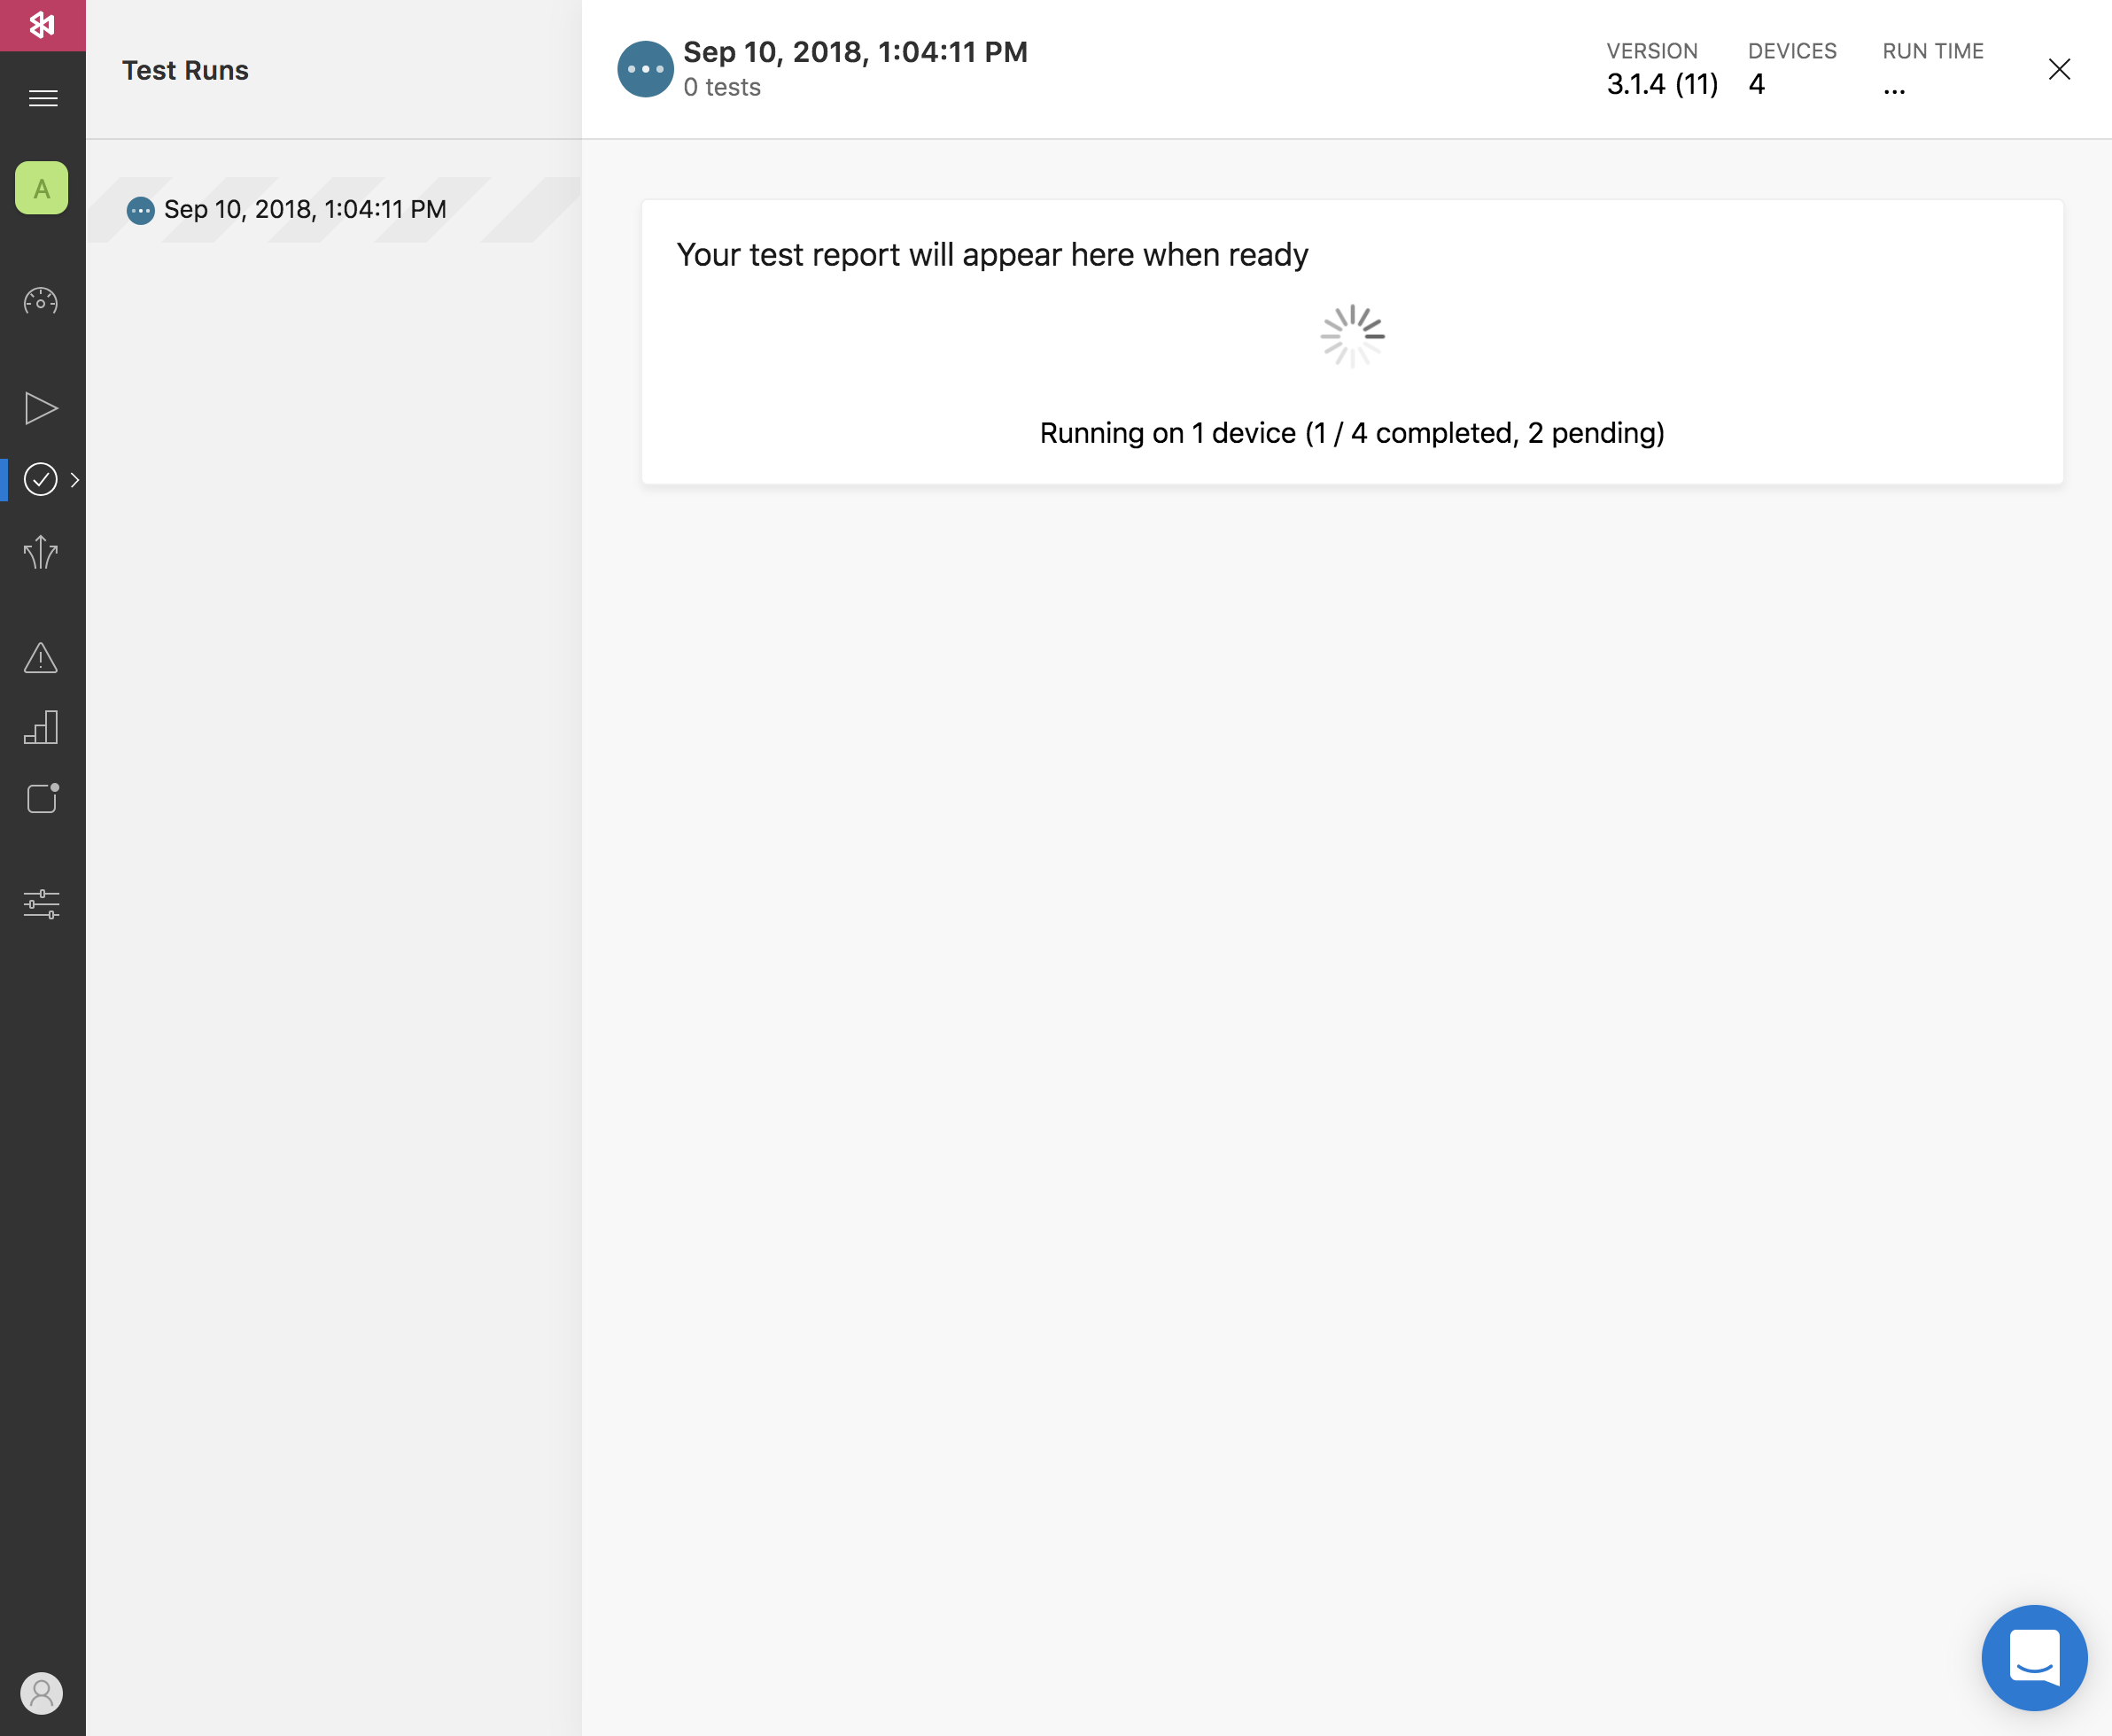 A
Test Runs
Sep 10, 2018, 1:04:11 PM
Sep 10, 2018, 1:04:11 PM
0 tests
VERSION
3.1.4 (11)
DEVICES
4
RUN TIME
...
Your test report will appear here when ready
Running on 1 device (1 / 4 completed, 2 pending)